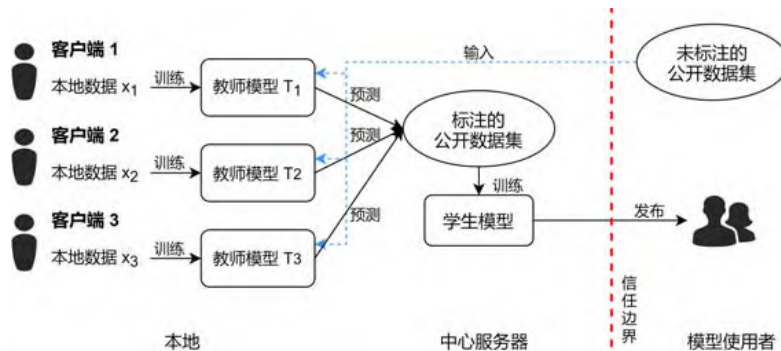 客户端 1
本地数据 x₁
训练
教师模型 T₁
预测
客户端 2
本地数据 x₂
训练
教师模型 T2
预测
客户端 3
本地数据 x₃
训练
教师模型 T3
预测
输入
未标注的
公开数据集
标注的
公开数据集
训练
学生模型
发布
信任边界
本地
中心服务器
模型使用者